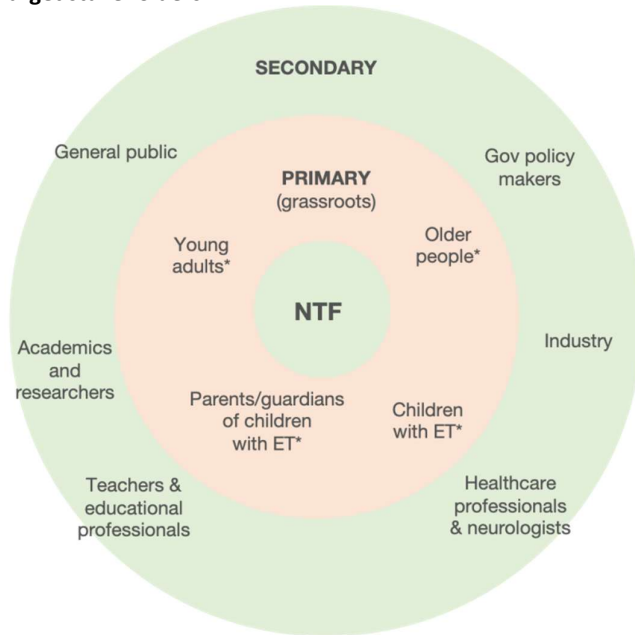 SECONDARY
General public
Gov policy
makers
PRIMARY
(grassroots)
Young
adults*
Older
people*
NTF
Academics
and
researchers
Industry
Parents/guardians
of children
with ET*
Children
with ET*
Teachers &
educational
professionals
Healthcare
professionals
& neurologists